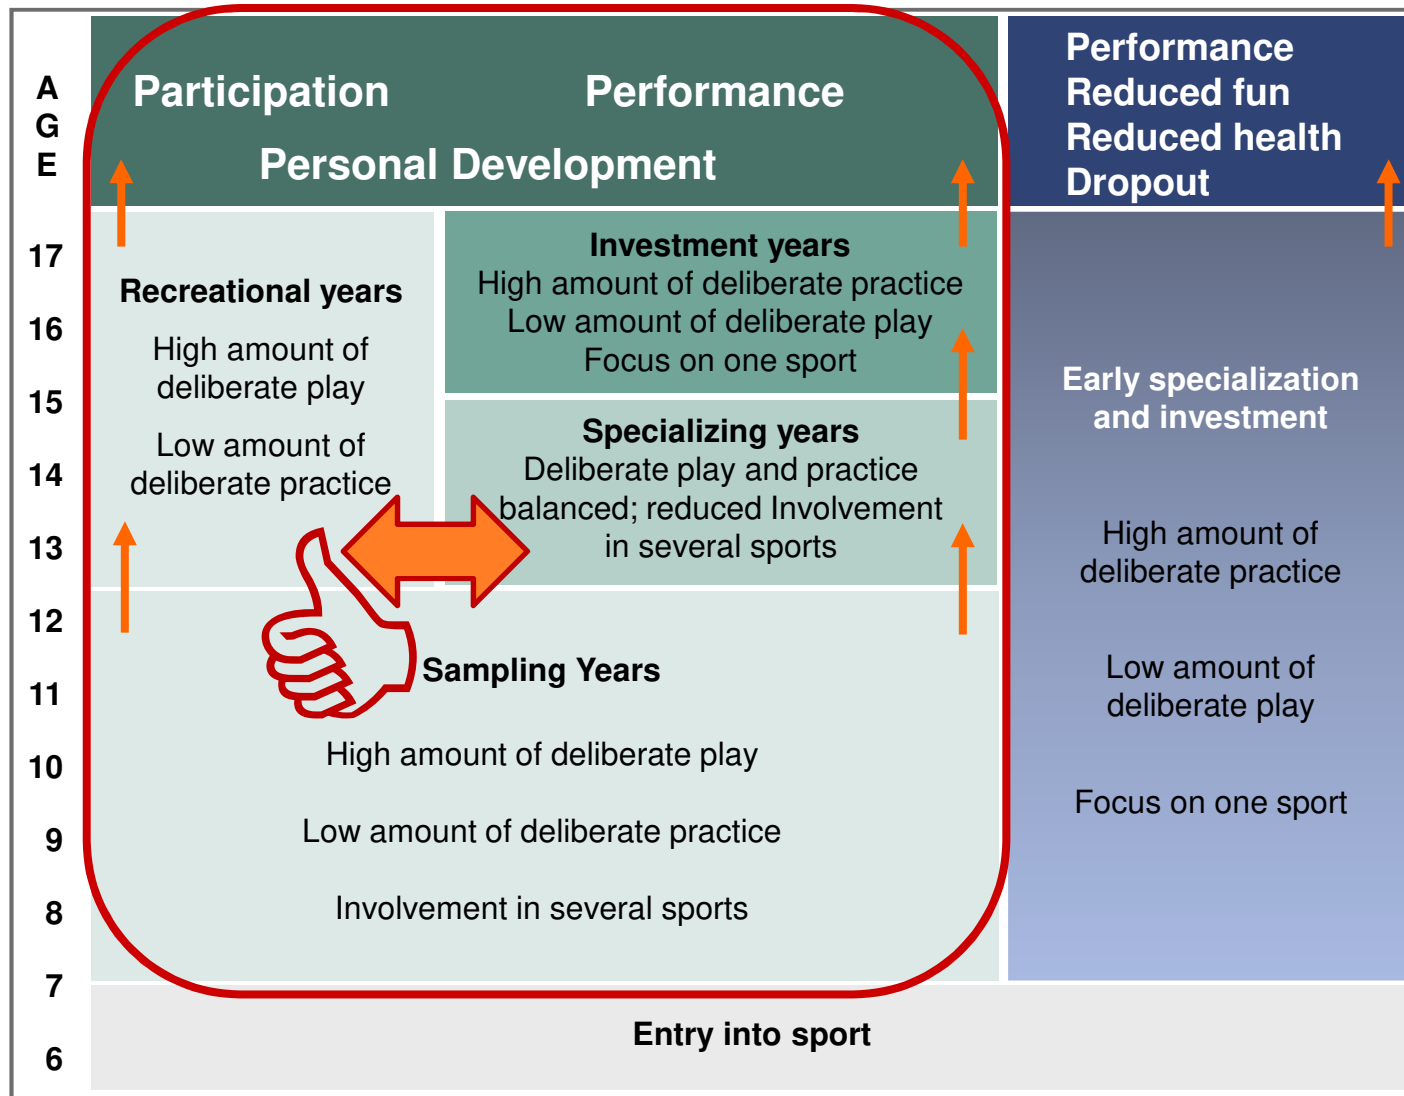 A
G
E
Participation
Performance
Personal Development
Performance
Reduced fun
Reduced health
Dropout
17
16
15
14
13
12
11
10
9
8
7
6
Recreational years
High amount of
deliberate play
Low amount of
deliberate practice
Investment years
High amount of deliberate practice
Low amount of deliberate play
Focus on one sport
Specializing years
Deliberate play and practice
balanced; reduced Involvement
in several sports
Sampling Years
High amount of deliberate play
Low amount of deliberate practice
Involvement in several sports
Early specialization
and investment
High amount of
deliberate practice
Low amount of
deliberate play
Focus on one sport
Entry into sport